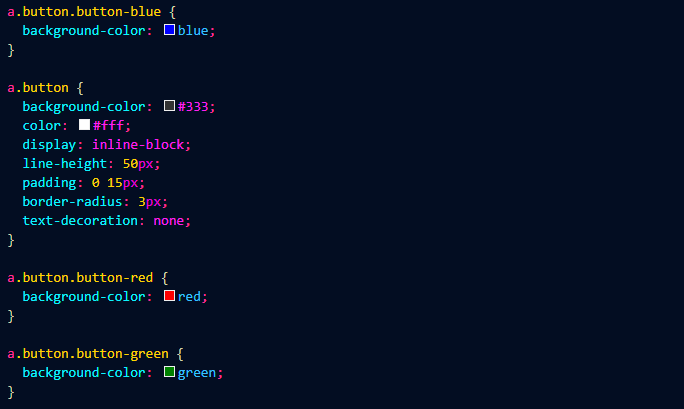 a.button.button-blue {
  background-color: blue;
}

a.button {
  background-color: #333;
  color: #fff;
  display: inline-block;
  line-height: 50px;
  padding: 0 15px;
  border-radius: 3px;
  text-decoration: none;
}

a.button.button-red {
  background-color: red;
}

a.button.button-green {
  background-color: green;
}